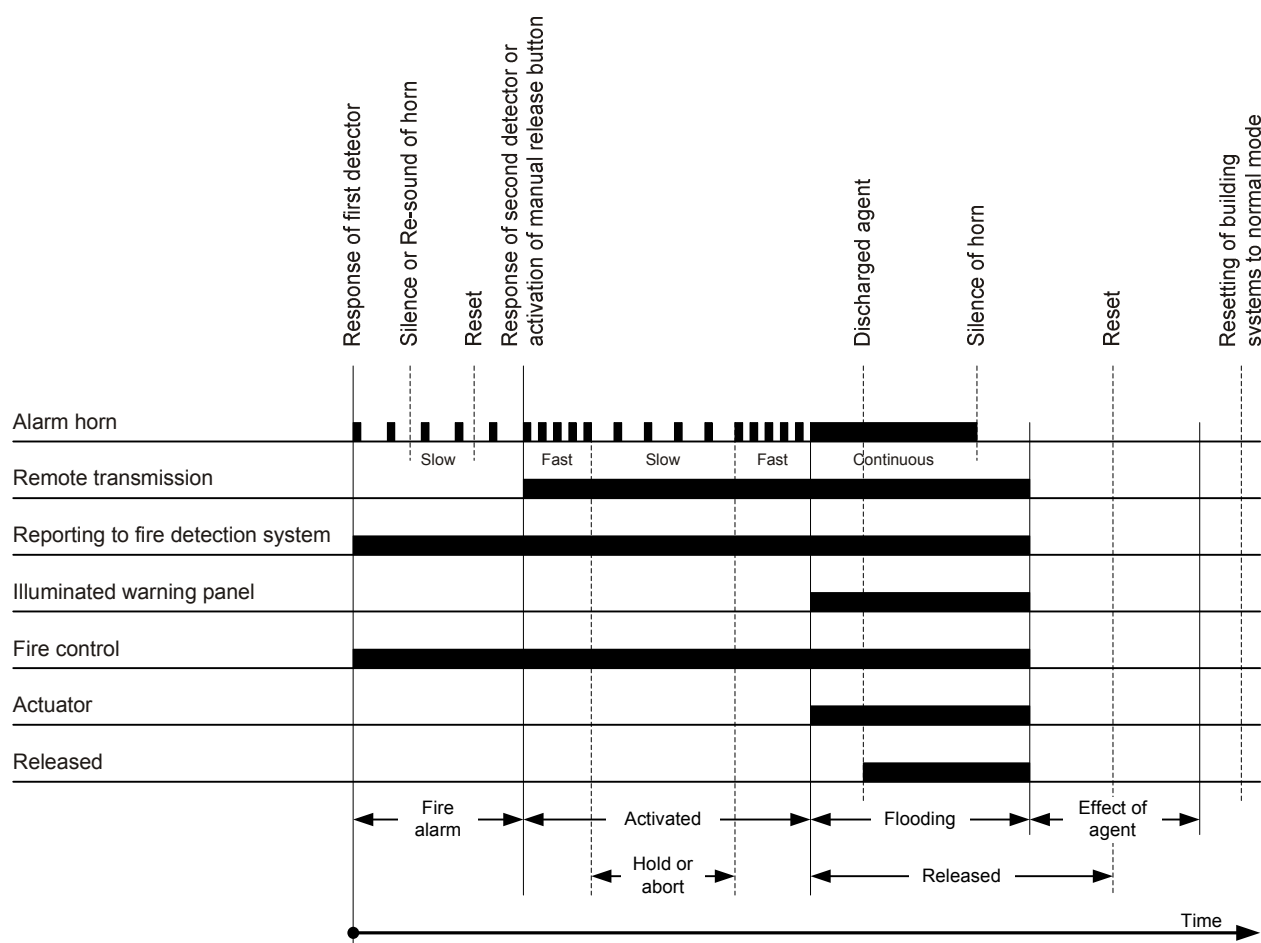 Response of first detector
Silence or Re-sound of horn
Reset
Response of second detector or
activation of manual release button
Discharged agent
Silence of horn
Reset
Resetting of building
systems to normal mode
Alarm horn
Slow
Fast
Slow
Fast
Continuous
Remote transmission
Reporting to fire detection system
Illuminated warning panel
Fire control
Actuator
Released
Fire
alarm
Activated
Flooding
Effect of
agent
Hold or
abort
Released
Time